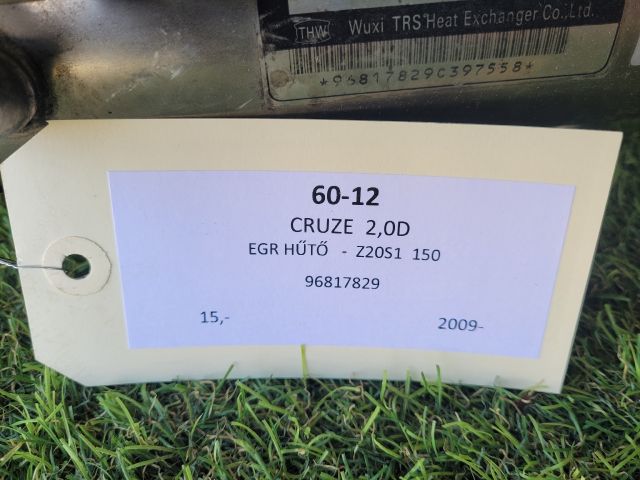 THW
Wuxi TRS Heat Exchanger Co.,Ltd.
*96817829C397558*
60-12
CRUZE 2,0D
EGR HŰTŐ - Z20S1 150
96817829
15,- 2009-